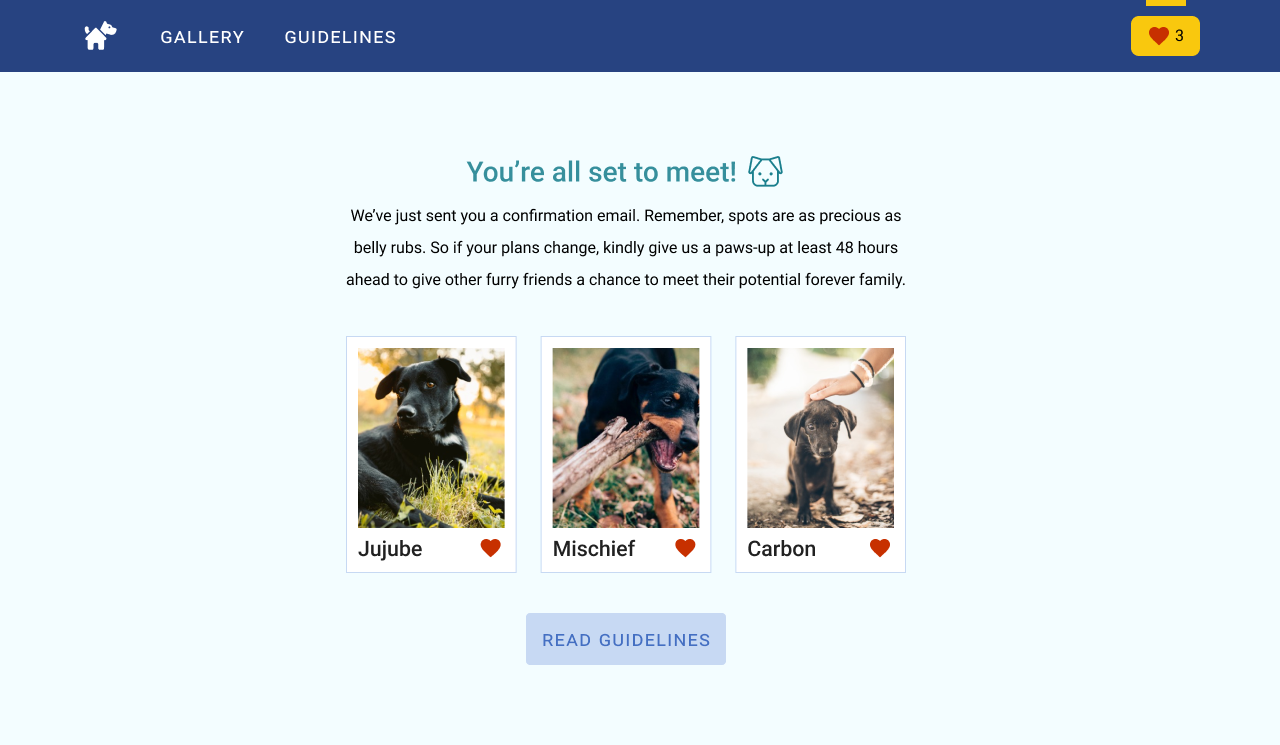 GALLERY
GUIDELINES
3
You’re all set to meet!
We’ve just sent you a confirmation email. Remember, spots are as precious as
belly rubs. So if your plans change, kindly give us a paws-up at least 48 hours
ahead to give other furry friends a chance to meet their potential forever family.
Jujube
Mischief
Carbon
READ GUIDELINES